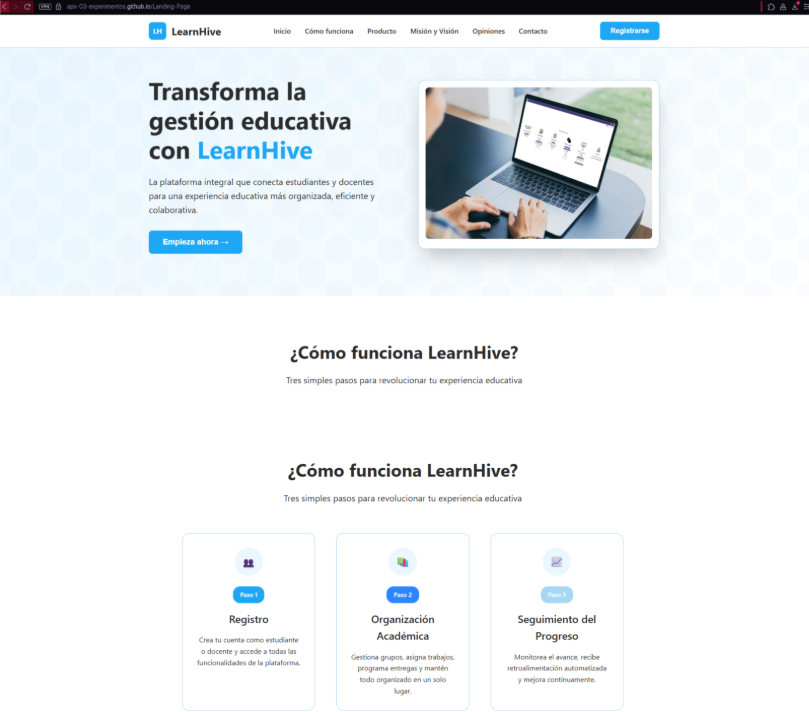 VPN apx-03-experimentos.github.io/Landing-Page
LH LearnHive Inicio Cómo funciona Producto Misión y Visión Opiniones Contacto Registrarse
Transforma la
gestión educativa
con LearnHive
La plataforma integral que conecta estudiantes y docentes
para una experiencia educativa más organizada, eficiente y
colaborativa.
Empieza ahora →
¿Cómo funciona LearnHive?
Tres simples pasos para revolucionar tu experiencia educativa
¿Cómo funciona LearnHive?
Tres simples pasos para revolucionar tu experiencia educativa
Paso 1
Registro
Crea tu cuenta como estudiante
o docente y accede a todas las
funcionalidades de la plataforma.
Paso 2
Organización
Académica
Gestiona grupos, asigna trabajos,
programa entregas y mantén
todo organizado en un solo
lugar.
Paso 3
Seguimiento del
Progreso
Monitorea el avance, recibe
retroalimentación automatizada
y mejora continuamente.